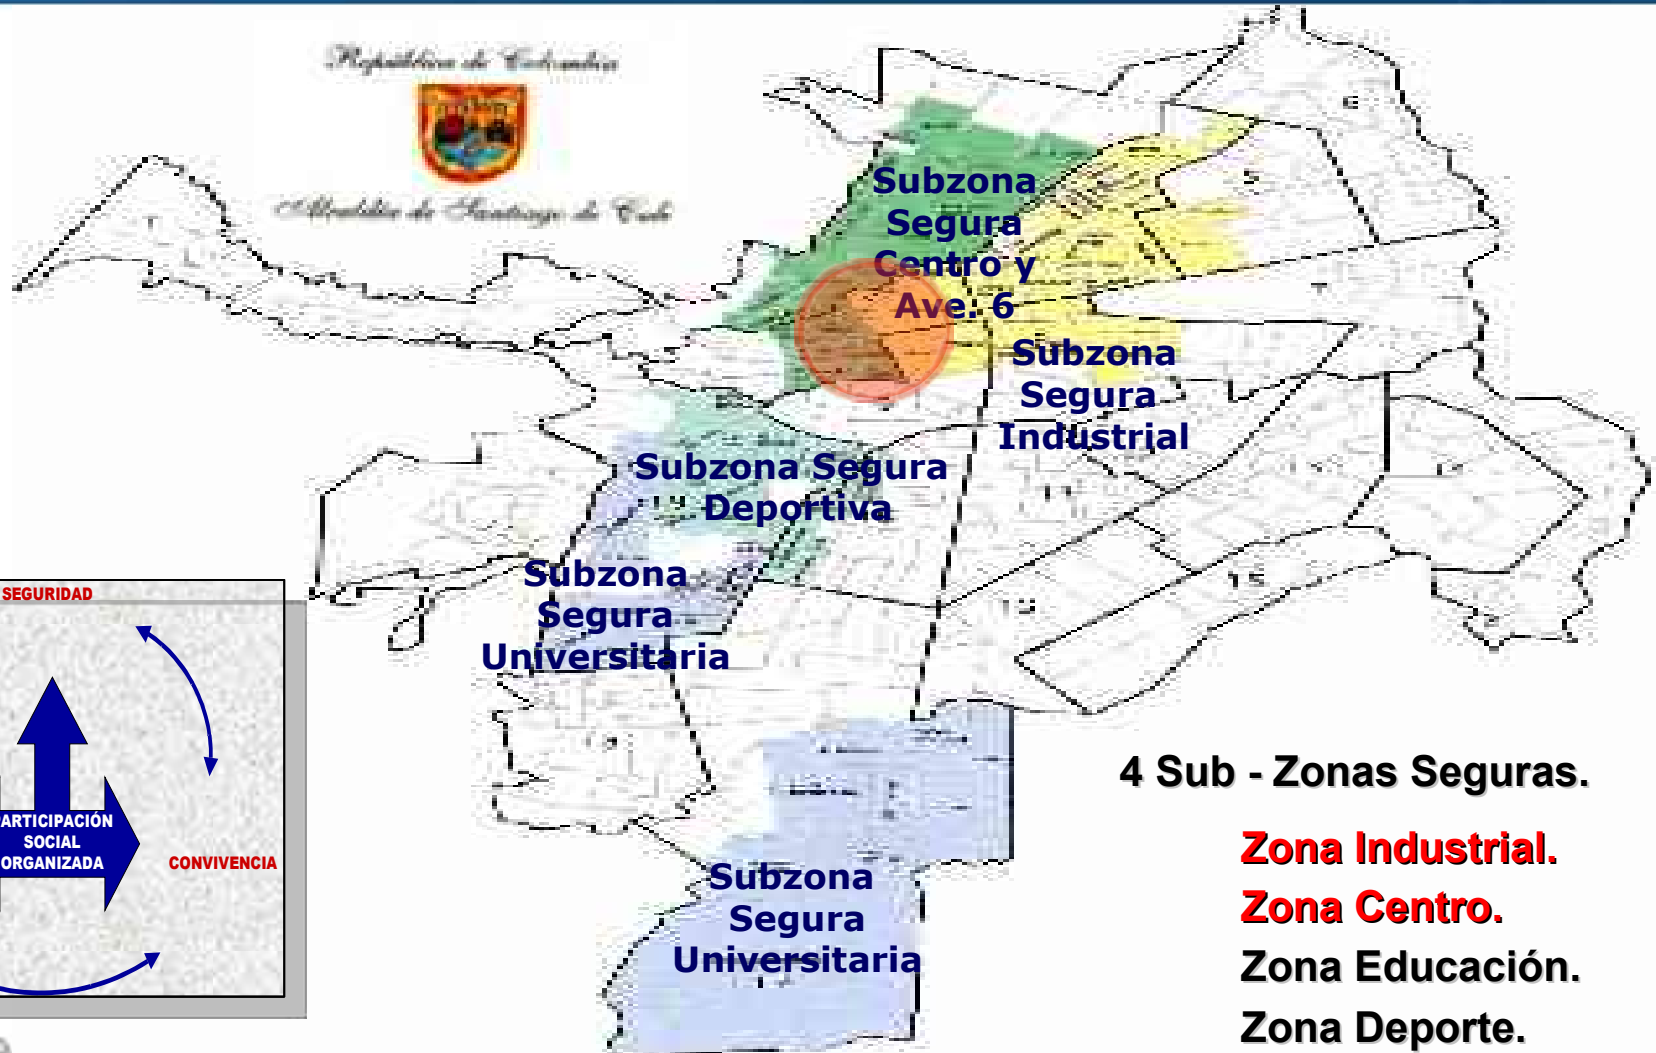 República de Colombia
Alcaldía de Santiago de Cali
Subzona
Segura
Centro y
Ave. 6
Subzona
Segura
Industrial
Subzona Segura
Deportiva
Subzona
Segura
Universitaria
Subzona
Segura
Universitaria
SEGURIDAD
PARTICIPACIÓN
SOCIAL
ORGANIZADA
CONVIVENCIA
4 Sub - Zonas Seguras.
Zona Industrial.
Zona Centro.
Zona Educación.
Zona Deporte.